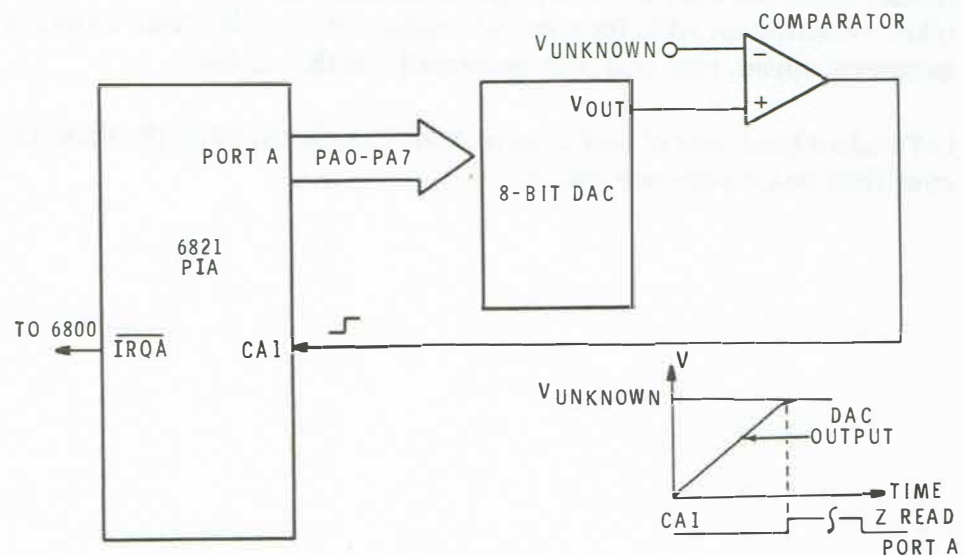 COMPARATOR
VUNKNOWN
−
+
VOUT
PORT A
PA0-PA7
8-BIT DAC
6821
PIA
TO 6800
IRQA
CA1
V
VUNKNOWN
DAC
OUTPUT
TIME
CA1
Z READ
PORT A